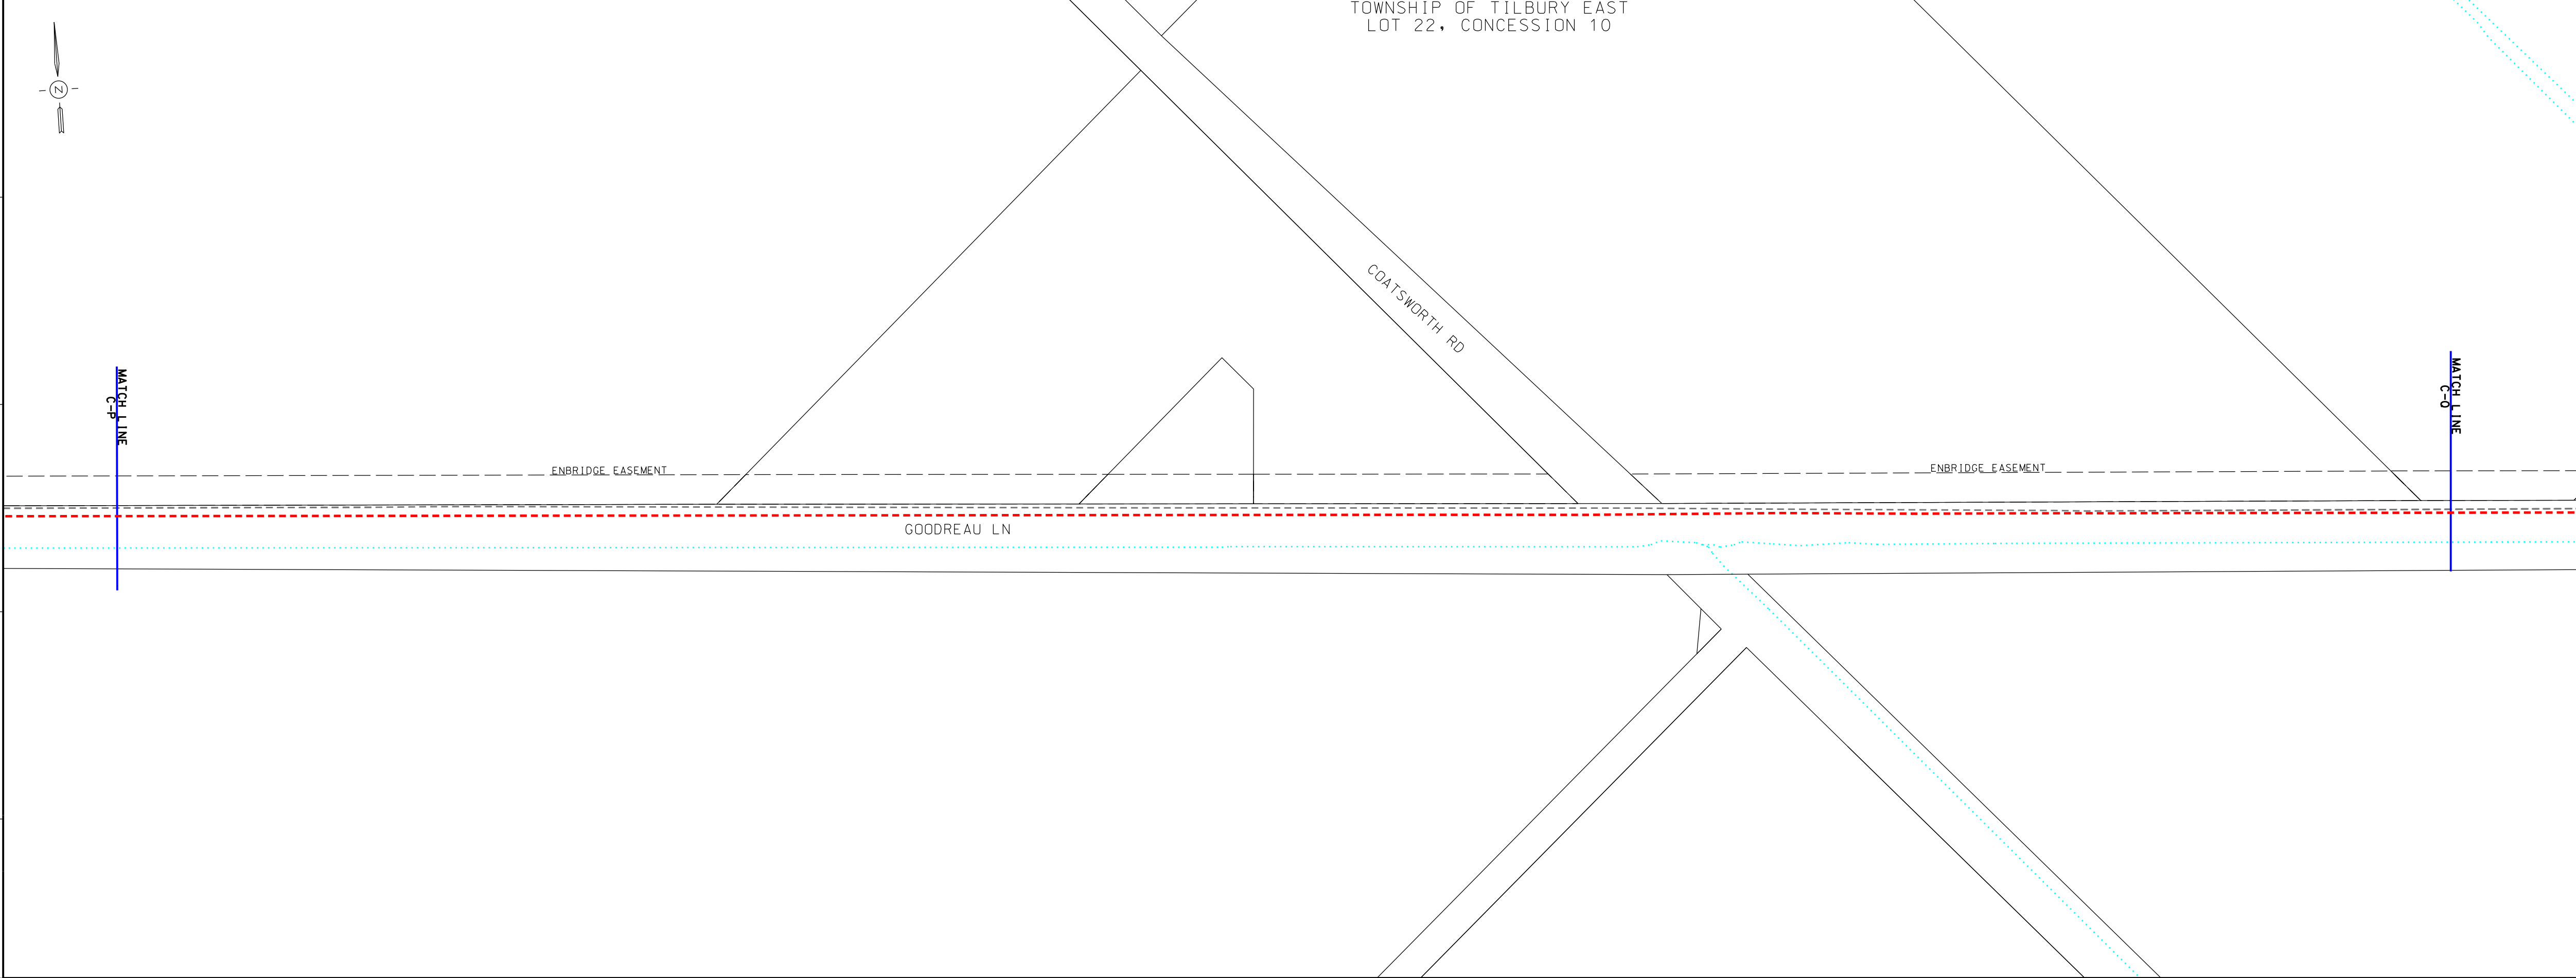 TOWNSHIP OF TILBURY EAST
LOT 22, CONCESSION 10
N
COATSWORTH RD
MATCH LINE
C-P
MATCH LINE
C-O
ENBRIDGE EASEMENT
ENBRIDGE EASEMENT
GOODREAU LN